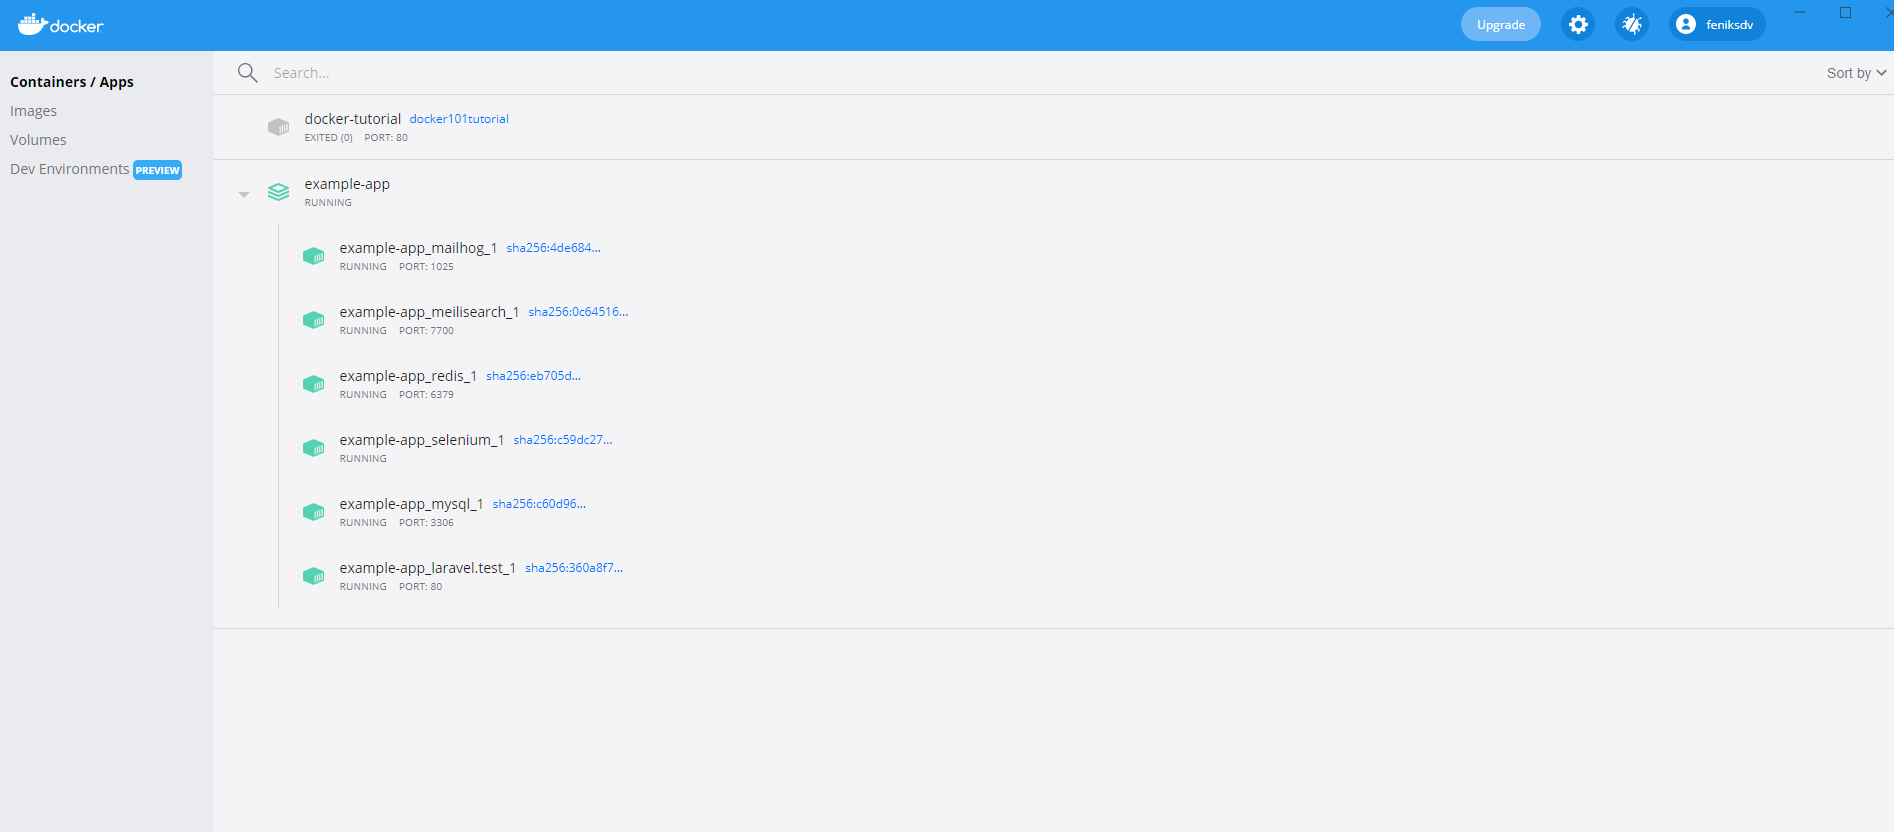 docker
Upgrade
feniksdv
Containers / Apps
Images
Volumes
Dev Environments PREVIEW
Search...
Sort by
docker-tutorial docker101tutorial
EXITED (0) PORT: 80
example-app
RUNNING
example-app_mailhog_1 sha256:4de684...
RUNNING PORT: 1025
example-app_meilisearch_1 sha256:0c64516...
RUNNING PORT: 7700
example-app_redis_1 sha256:eb705d...
RUNNING PORT: 6379
example-app_selenium_1 sha256:c59dc27...
RUNNING
example-app_mysql_1 sha256:c60d96...
RUNNING PORT: 3306
example-app_laravel.test_1 sha256:360a8f7...
RUNNING PORT: 80